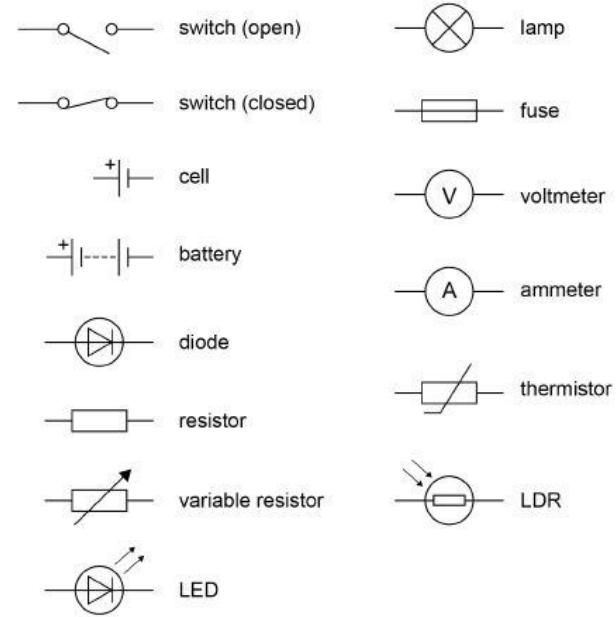 switch (open)
switch (closed)
+
cell
+
battery
diode
resistor
variable resistor
LED
lamp
fuse
V
voltmeter
A
ammeter
thermistor
LDR